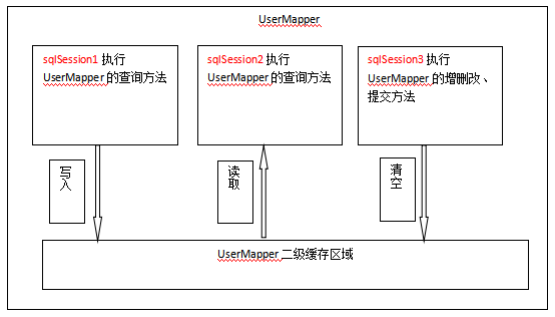 UserMapper
sqlSession1 执行
UserMapper 的查询方法
sqlSession2 执行
UserMapper 的查询方法
sqlSession3 执行
UserMapper 的增删改、
提交方法
写
入
读
取
清
空
UserMapper 二级缓存区域